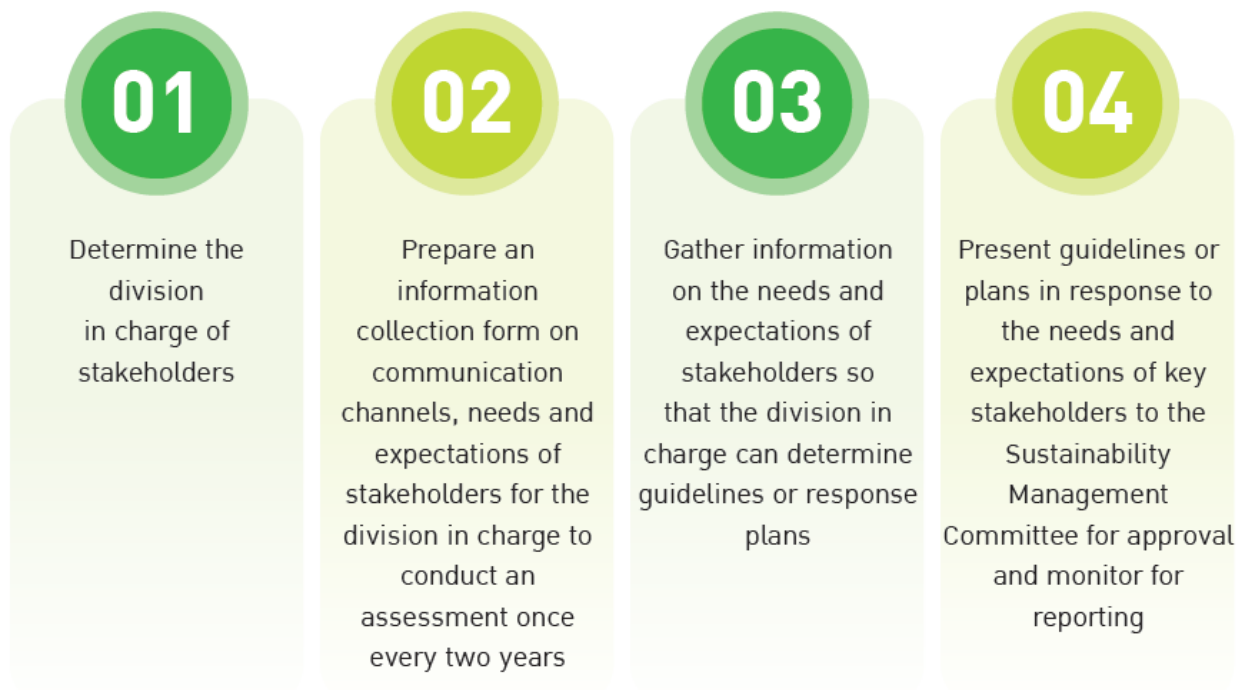 01
Determine the
division
in charge of
stakeholders
02
Prepare an
information
collection form on
communication
channels, needs and
expectations of
stakeholders for the
division in charge to
conduct an
assessment once
every two years
03
Gather information
on the needs and
expectations of
stakeholders so
that the division in
charge can determine
guidelines or response
plans
04
Present guidelines or
plans in response to
the needs and
expectations of key
stakeholders to the
Sustainability
Management
Committee for approval
and monitor for
reporting